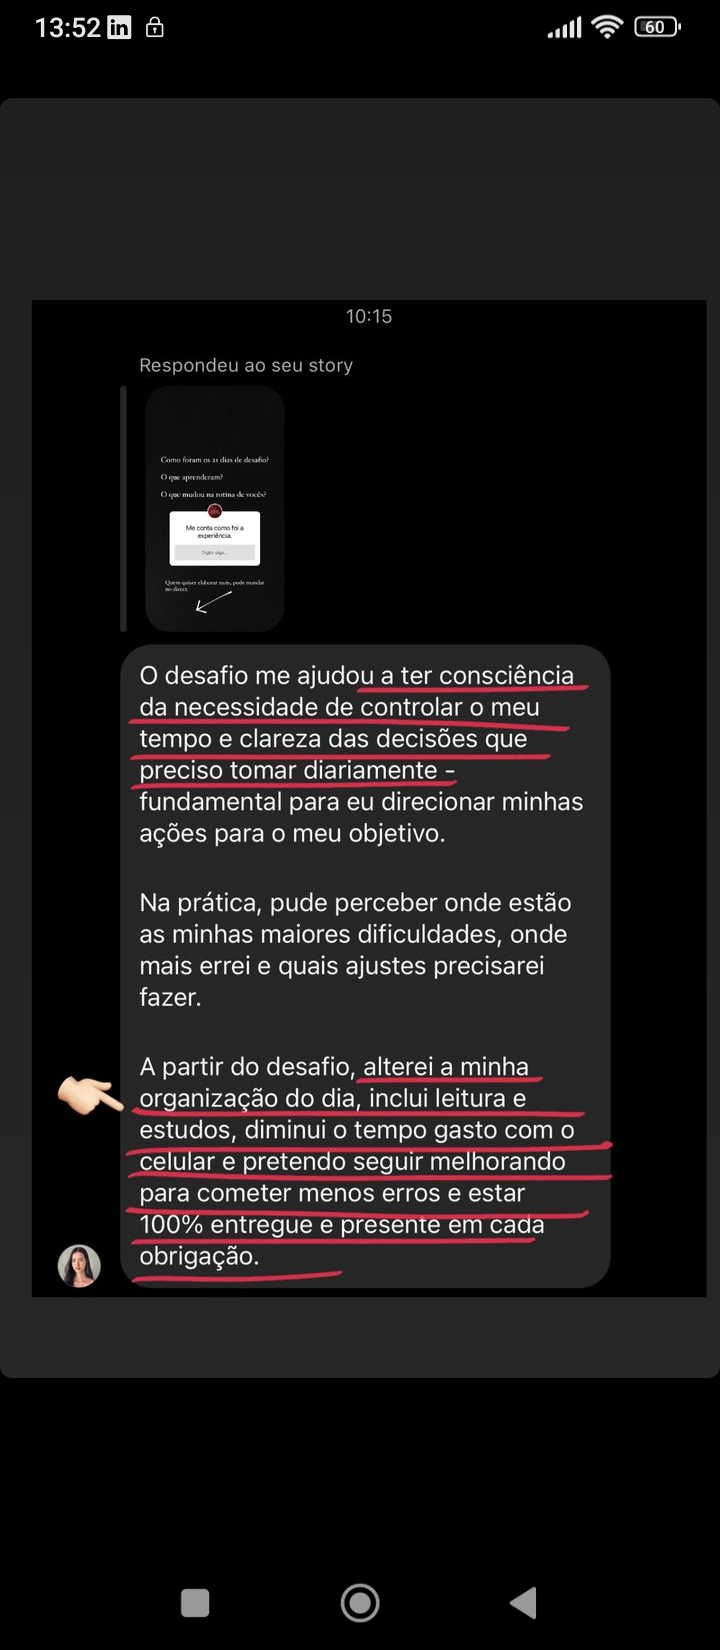 13:52
60
10:15
Respondeu ao seu story
Como foram os 21 dias de desafio?
O que aprenderam?
O que mudou na rotina de vocês?
Me conta como foi a
experiência.
Digite algo...
Quem quiser elaborar mais, pode mandar
no direct.
O desafio me ajudou a ter consciência
da necessidade de controlar o meu
tempo e clareza das decisões que
preciso tomar diariamente -
fundamental para eu direcionar minhas
ações para o meu objetivo.
Na prática, pude perceber onde estão
as minhas maiores dificuldades, onde
mais errei e quais ajustes precisarei
fazer.
A partir do desafio, alterei a minha
organização do dia, inclui leitura e
estudos, diminui o tempo gasto com o
celular e pretendo seguir melhorando
para cometer menos erros e estar
100% entregue e presente em cada
obrigação.